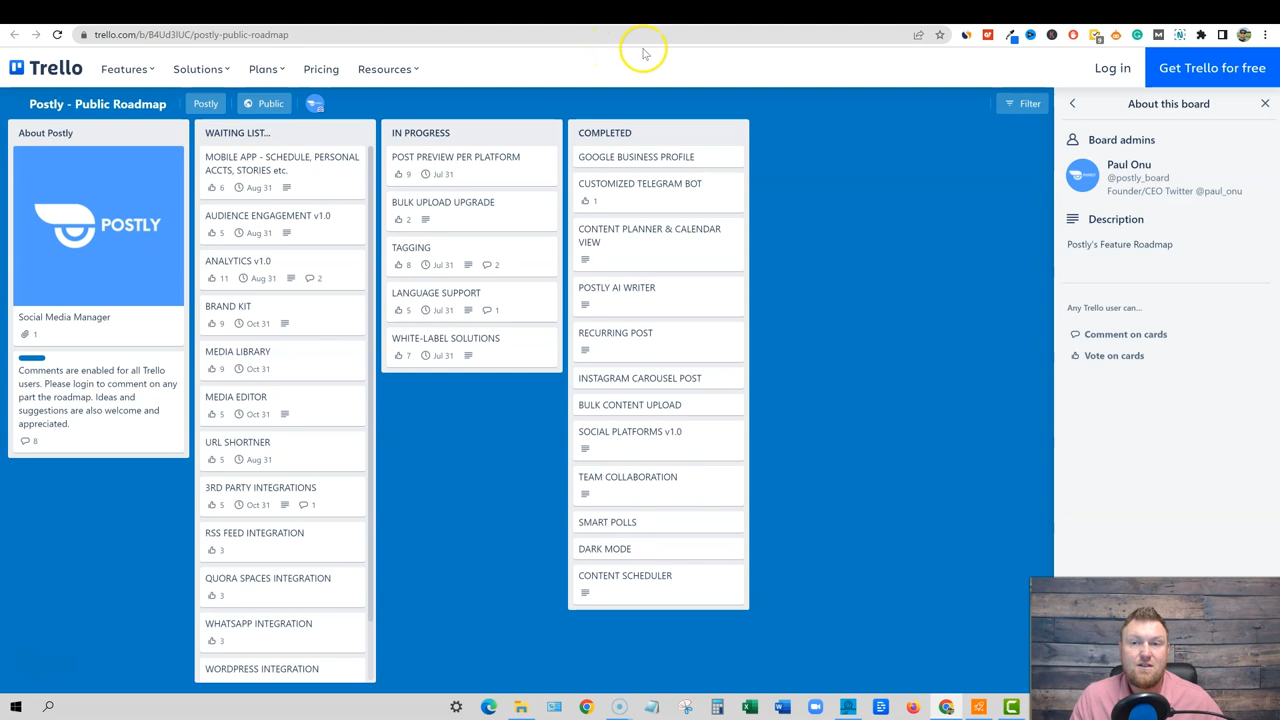 trello.com/b/B4Ud3IUC/postly-public-roadmap
Trello
Features
Solutions
Plans
Pricing
Resources
Log in
Get Trello for free
Postly - Public Roadmap
Postly
Public
Filter
About Postly
POSTLY
Social Media Manager
1
Comments are enabled for all Trello
users. Please login to comment on any
part the roadmap. Ideas and
suggestions are also welcome and
appreciated.
8
WAITING LIST...
MOBILE APP - SCHEDULE, PERSONAL
ACCTS, STORIES etc.
6 Aug 31
AUDIENCE ENGAGEMENT v1.0
5 Aug 31
ANALYTICS v1.0
11 Aug 31 2
BRAND KIT
9 Oct 31
MEDIA LIBRARY
9 Oct 31
MEDIA EDITOR
5 Oct 31
URL SHORTNER
5 Aug 31
3RD PARTY INTEGRATIONS
5 Oct 31 1
RSS FEED INTEGRATION
3
QUORA SPACES INTEGRATION
3
WHATSAPP INTEGRATION
3
WORDPRESS INTEGRATION
IN PROGRESS
POST PREVIEW PER PLATFORM
9 Jul 31
BULK UPLOAD UPGRADE
2
TAGGING
8 Jul 31 2
LANGUAGE SUPPORT
5 Jul 31 1
WHITE-LABEL SOLUTIONS
7 Jul 31
COMPLETED
GOOGLE BUSINESS PROFILE
CUSTOMIZED TELEGRAM BOT
1
CONTENT PLANNER & CALENDAR
VIEW
POSTLY AI WRITER
RECURRING POST
INSTAGRAM CAROUSEL POST
BULK CONTENT UPLOAD
SOCIAL PLATFORMS v1.0
TEAM COLLABORATION
SMART POLLS
DARK MODE
CONTENT SCHEDULER
About this board
Board admins
Paul Onu
@postly_board
Founder/CEO Twitter @paul_onu
Description
Postly's Feature Roadmap
Any Trello user can...
Comment on cards
Vote on cards